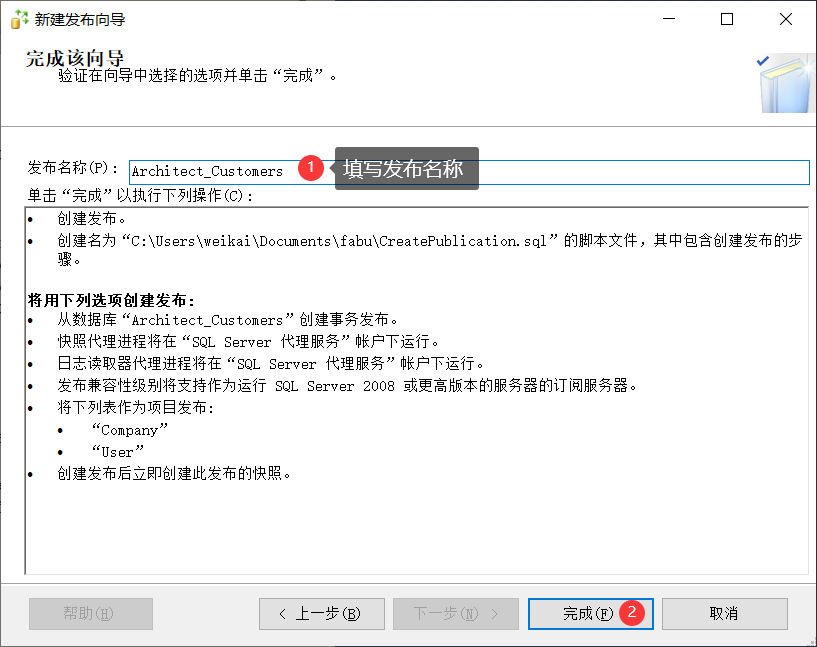 新建发布向导
完成该向导
验证在向导中选择的选项并单击“完成”。
发布名称(P): Architect_Customers 1 填写发布名称
单击“完成”以执行下列操作(C):
• 创建发布。
• 创建名为“C:\Users\weikai\Documents\fabu\CreatePublication.sql”的脚本文件，其中包含创建发布的步
骤。
将用下列选项创建发布:
• 从数据库“Architect_Customers”创建事务发布。
• 快照代理进程将在“SQL Server 代理服务”帐户下运行。
• 日志读取器代理进程将在“SQL Server 代理服务”帐户下运行。
• 发布兼容性级别将支持作为运行 SQL Server 2008 或更高版本的服务器的订阅服务器。
• 将下列表作为项目发布:
• “Company”
• “User”
• 创建发布后立即创建此发布的快照。
帮助(H) < 上一步(B) 下一步(N) > 完成(F) 2 取消